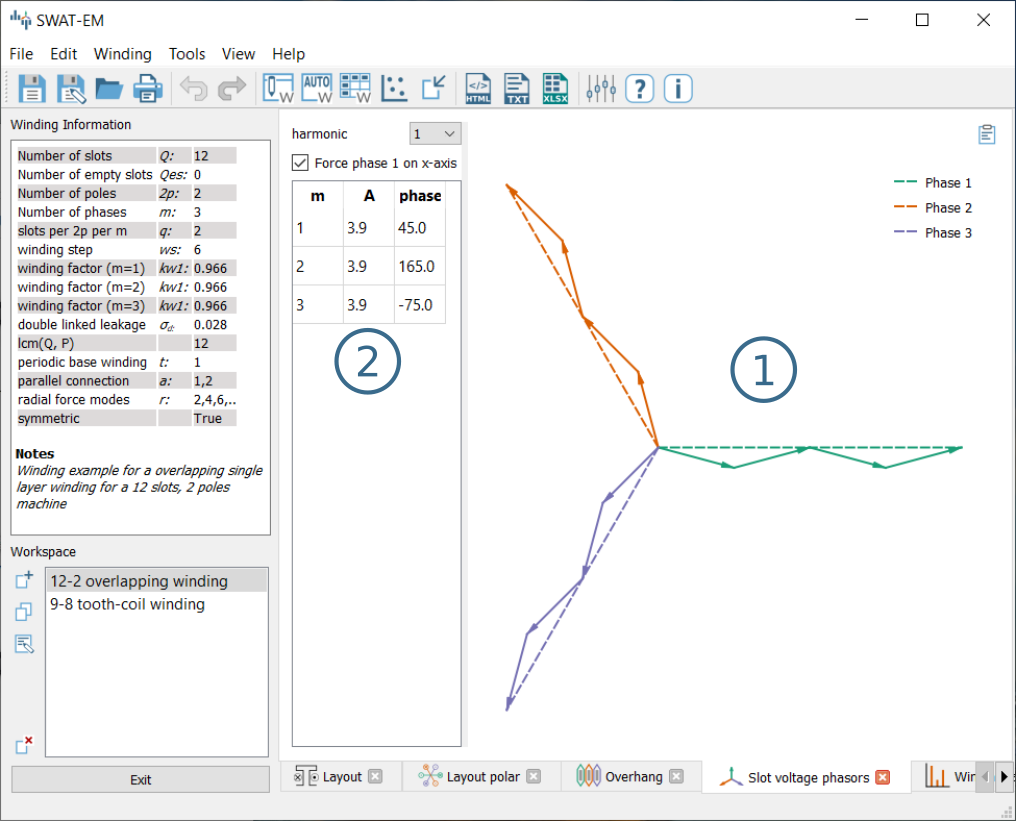 SWAT-EM
File Edit Winding Tools View Help
W AUTO W W HTML TXT XLSX ? i
Winding Information
Number of slots Q: 12
Number of empty slots Qes: 0
Number of poles 2p: 2
Number of phases m: 3
slots per 2p per m q: 2
winding step ws: 6
winding factor (m=1) kw1: 0.966
winding factor (m=2) kw1: 0.966
winding factor (m=3) kw1: 0.966
double linked leakage σd: 0.028
lcm(Q, P) 12
periodic base winding t: 1
parallel connection a: 1,2
radial force modes r: 2,4,6,..
symmetric True
Notes
Winding example for a overlapping single
layer winding for a 12 slots, 2 poles
machine
Workspace
12-2 overlapping winding
9-8 tooth-coil winding
Exit
harmonic 1
Force phase 1 on x-axis
m A phase
1 3.9 45.0
2 3.9 165.0
3 3.9 -75.0
2
1
Phase 1
Phase 2
Phase 3
Layout Layout polar Overhang Slot voltage phasors Wir